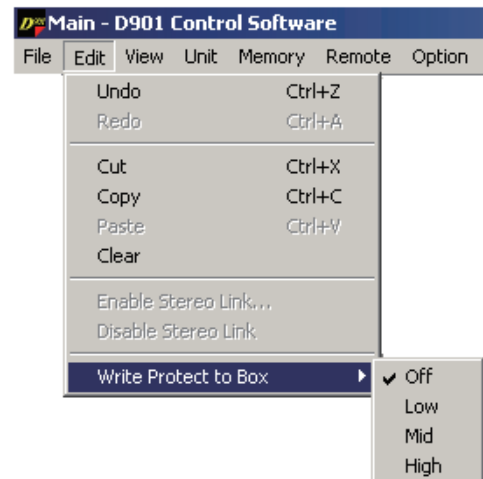 Main - D901 Control Software
File Edit View Unit Memory Remote Option
Undo Ctrl+Z
Redo Ctrl+A
Cut Ctrl+X
Copy Ctrl+C
Paste Ctrl+V
Clear
Enable Stereo Link...
Disable Stereo Link
Write Protect to Box
Off
Low
Mid
High